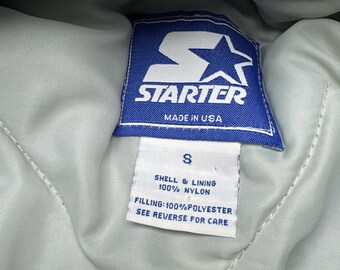 STARTER
MADE IN USA
S
SHELL & LINING
100% NYLON
FILLING:100%POLYESTER
SEE REVERSE FOR CARE